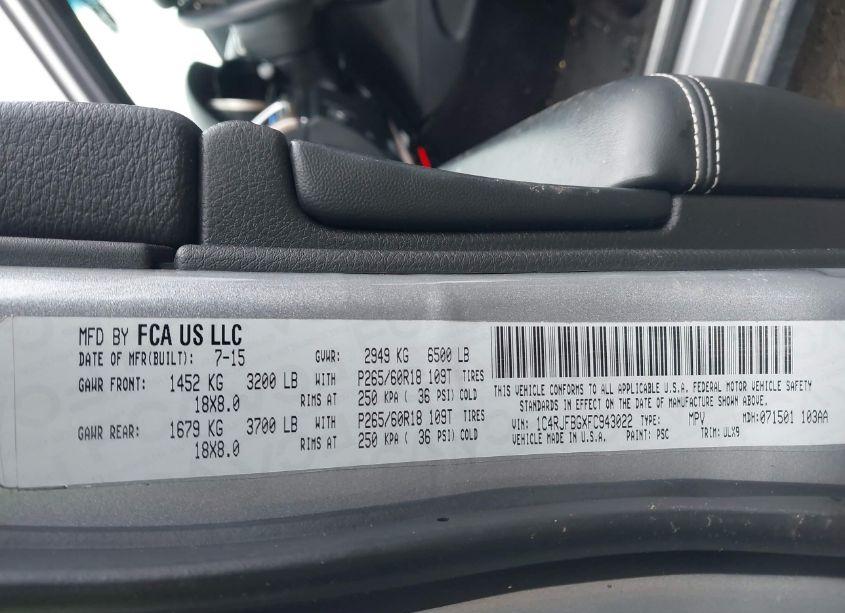 MFD BY FCA US LLC
DATE OF MFR(BUILT): 7-15 GVWR: 2949 KG 6500 LB
GAWR FRONT: 1452 KG 3200 LB WITH P265/60R18 109T TIRES
18X8.0 RIMS AT 250 KPA ( 36 PSI) COLD
GAWR REAR: 1679 KG 3700 LB WITH P265/60R18 109T TIRES
18X8.0 RIMS AT 250 KPA ( 36 PSI) COLD
THIS VEHICLE CONFORMS TO ALL APPLICABLE U.S.A. FEDERAL MOTOR VEHICLE SAFETY
STANDARDS IN EFFECT ON THE DATE OF MANUFACTURE SHOWN ABOVE.
VIN: 1C4RJFBGXFC943022 TYPE: MPV MDH:071501 103AA
VEHICLE MADE IN U.S.A. PAINT: PSC TRIM: ULX9